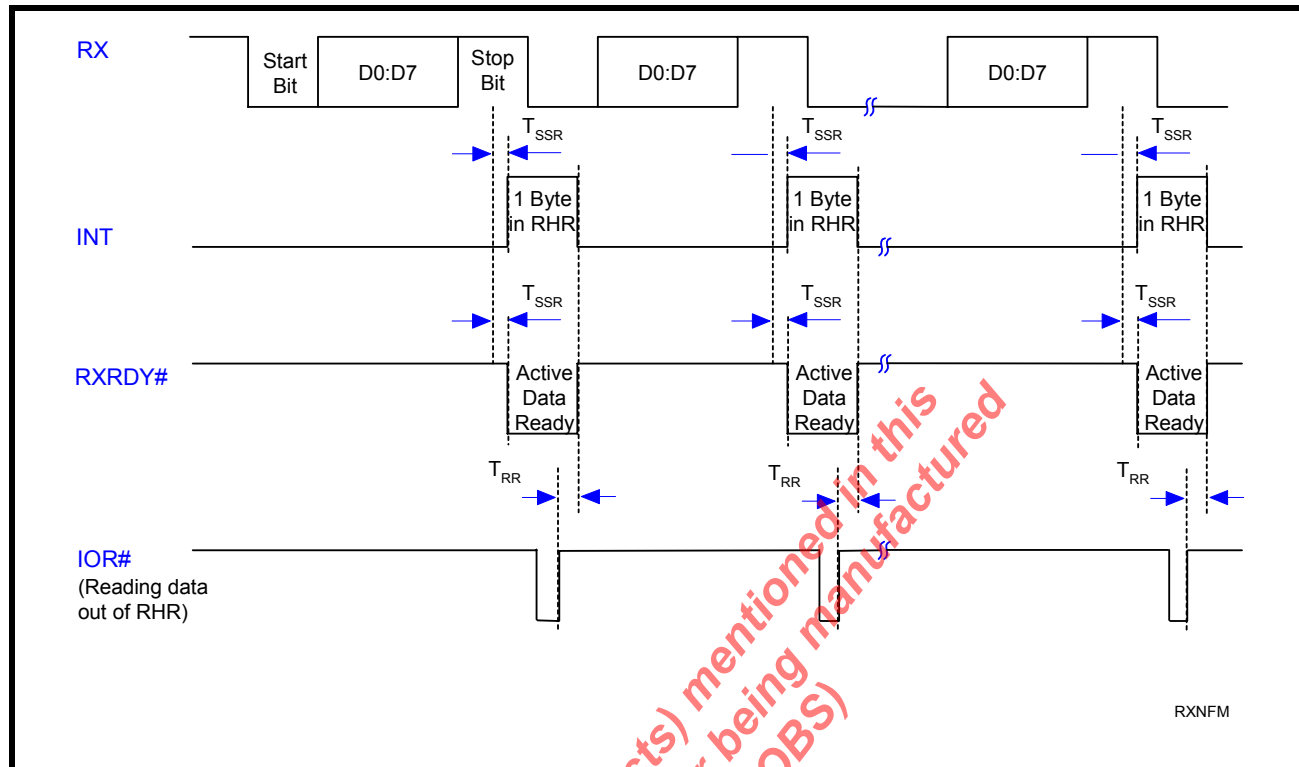 RX
Start
Bit
D0:D7
Stop
Bit
D0:D7
D0:D7
TSSR
TSSR
TSSR
INT
1 Byte
in RHR
1 Byte
in RHR
1 Byte
in RHR
TSSR
TSSR
TSSR
RXRDY#
Active
Data
Ready
Active
Data
Ready
Active
Data
Ready
TRR
TRR
TRR
IOR#
(Reading data
out of RHR)
mentioned in this
being manufactured
RXNFM